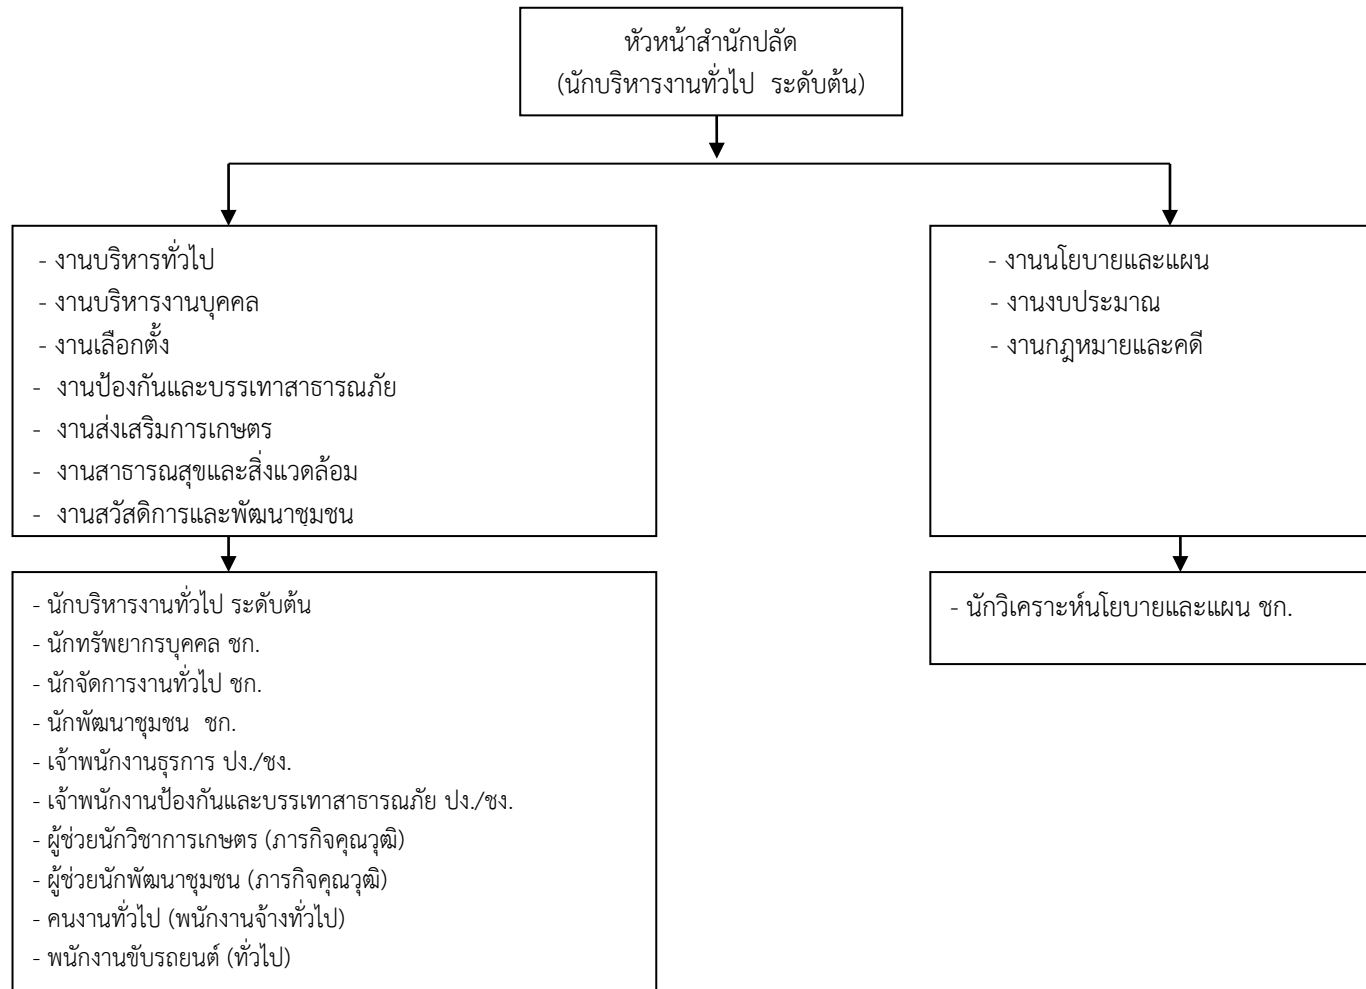 หัวหน้าสำนักปลัด
(นักบริหารงานทั่วไป ระดับต้น)
- งานบริหารทั่วไป
- งานบริหารงานบุคคล
- งานเลือกตั้ง
- งานป้องกันและบรรเทาสาธารณภัย
- งานส่งเสริมการเกษตร
- งานสาธารณสุขและสิ่งแวดล้อม
- งานสวัสดิการและพัฒนาชุมชน
- งานนโยบายและแผน
- งานงบประมาณ
- งานกฎหมายและคดี
- นักบริหารงานทั่วไป ระดับต้น
- นักทรัพยากรบุคคล ชก.
- นักจัดการงานทั่วไป ชก.
- นักพัฒนาชุมชน ชก.
- เจ้าพนักงานธุรการ ปง./ชง.
- เจ้าพนักงานป้องกันและบรรเทาสาธารณภัย ปง./ชง.
- ผู้ช่วยนักวิชาการเกษตร (ภารกิจคุณวุฒิ)
- ผู้ช่วยนักพัฒนาชุมชน (ภารกิจคุณวุฒิ)
- คนงานทั่วไป (พนักงานจ้างทั่วไป)
- พนักงานขับรถยนต์ (ทั่วไป)
- นักวิเคราะห์นโยบายและแผน ชก.